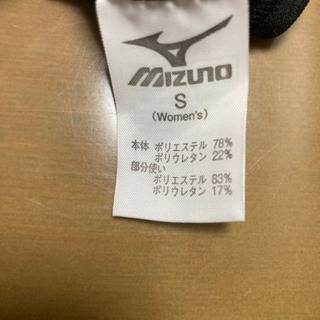 MIZUNO
S
(Women's)
本体 ポリエステル 78%
ポリウレタン 22%
部分使い
ポリエステル 83%
ポリウレタン 17%